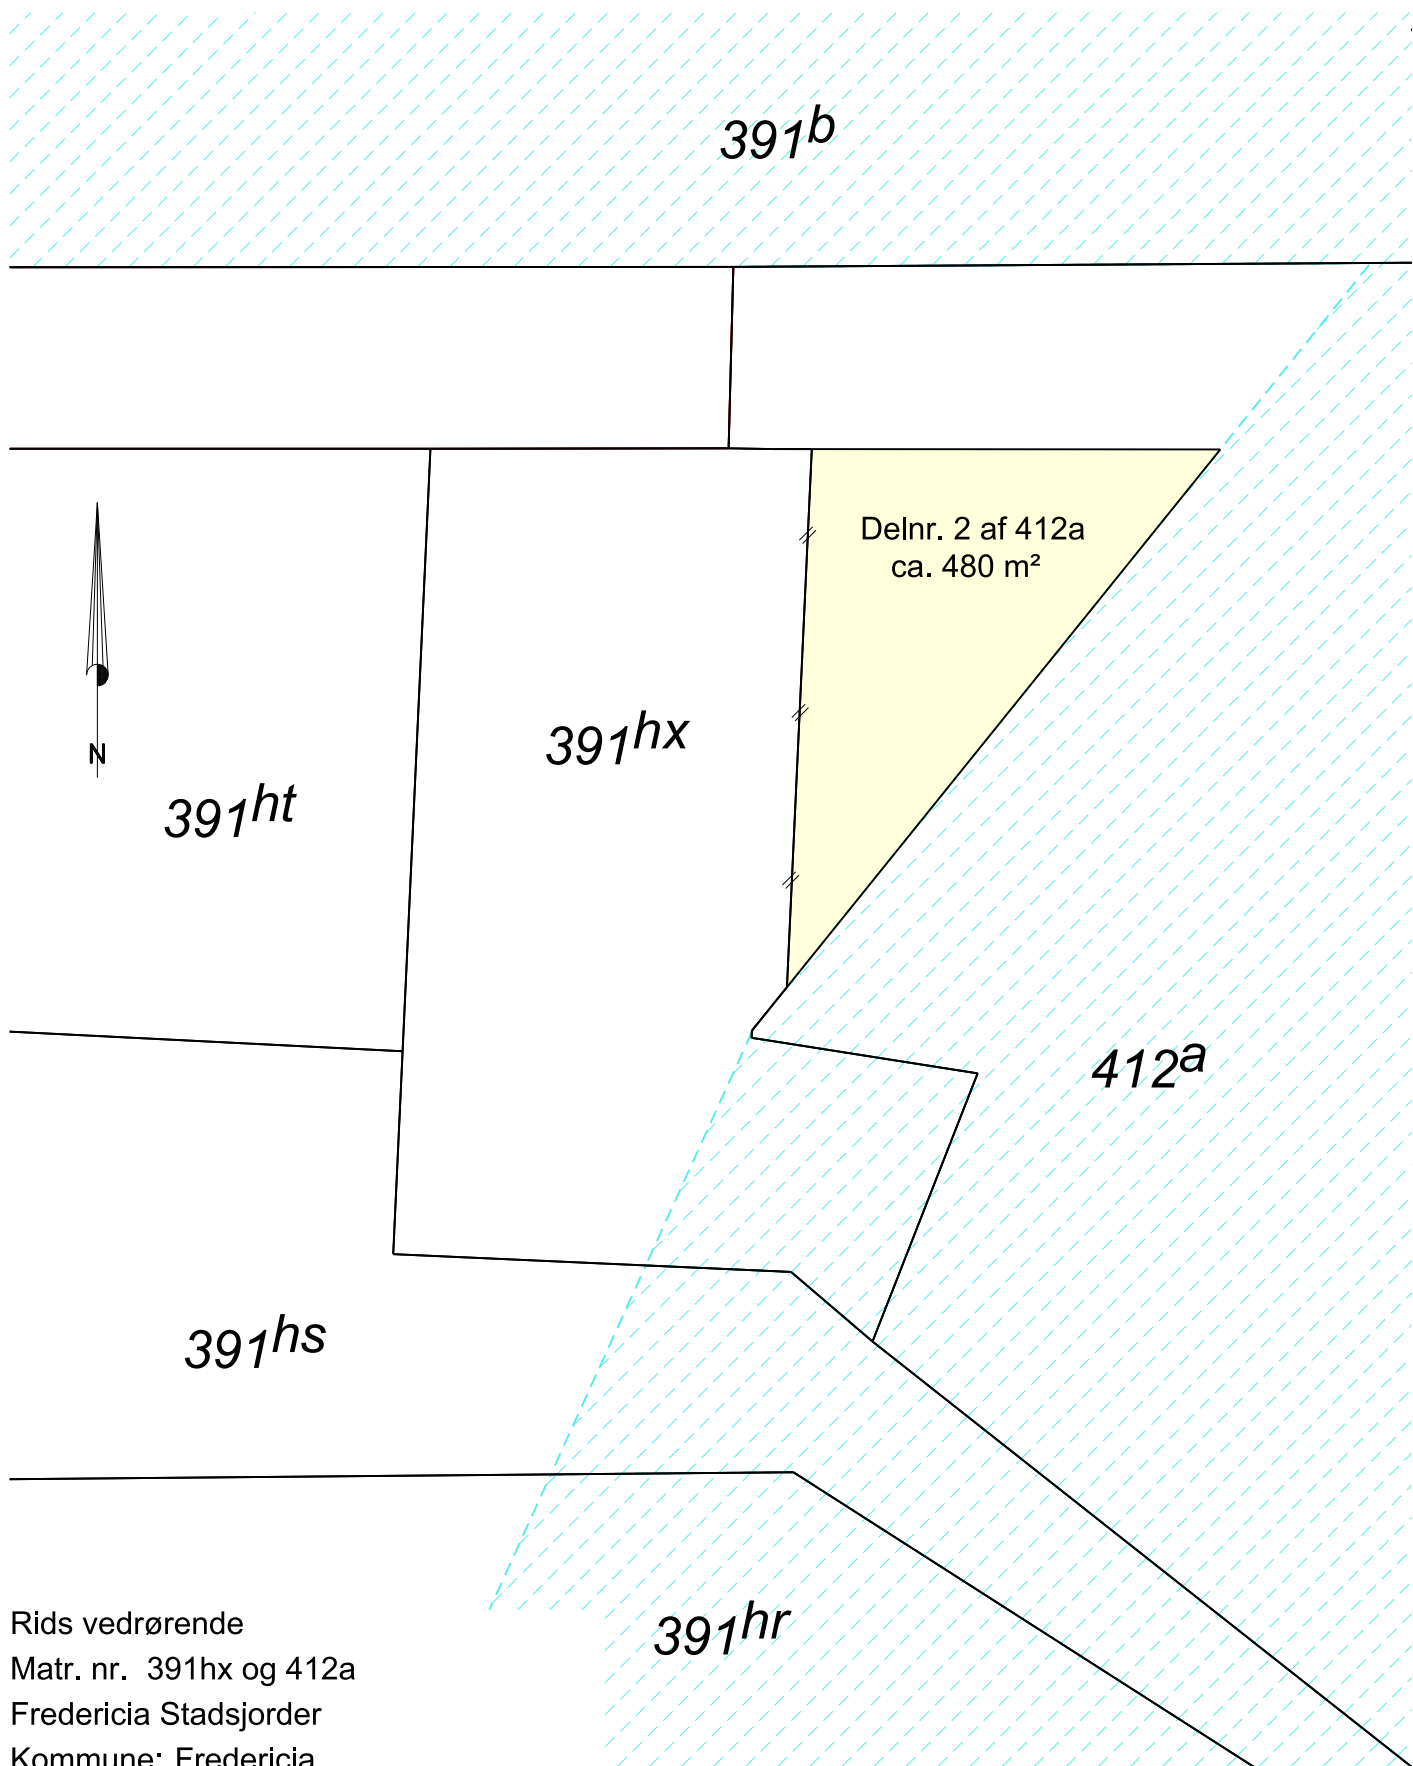 391b
Delnr. 2 af 412a
ca. 480 m²
391hx
N
391ht
412a
391hs
391hr
Rids vedrørende
Matr. nr. 391hx og 412a
Fredericia Stadsjorder
Kommune: Fredericia